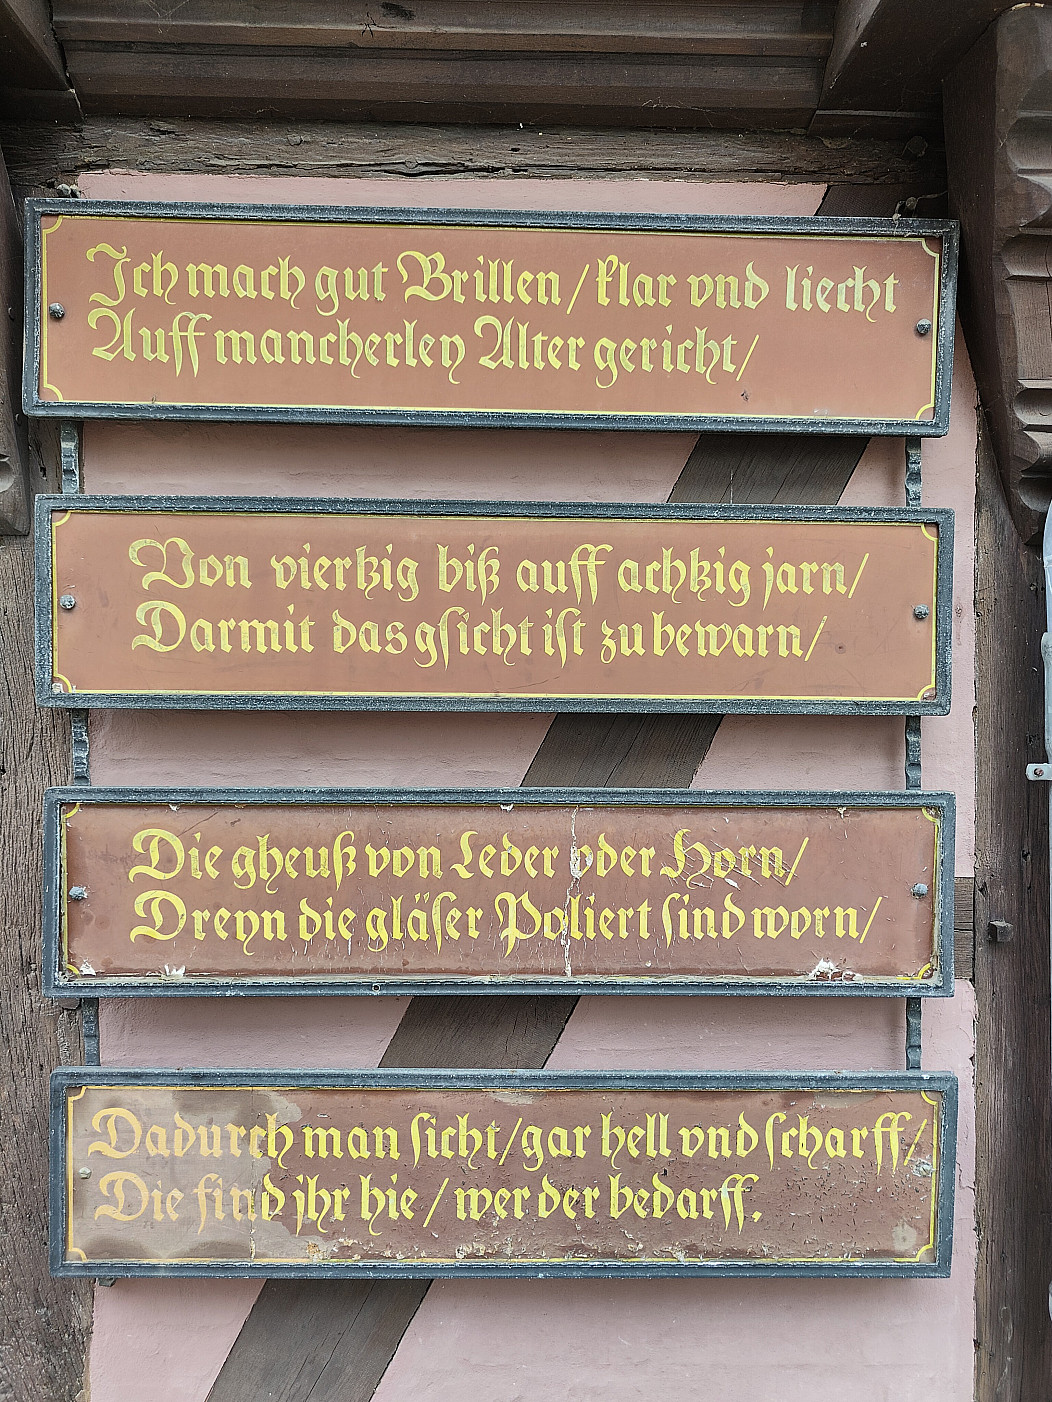 Ich mach gut Brillen / klar vnd liecht
Auff mancherley Alter gericht/
Von viertzig biß auff achtzig jarn/
Darmit das gsicht ist zu bewarn/
Die gheuß von Leder oder Horn/
Dreyn die gläser Poliert sind worn/
Dadurch man sicht/gar hell vnd scharff/
Die find jhr hie / wer der bedarff.